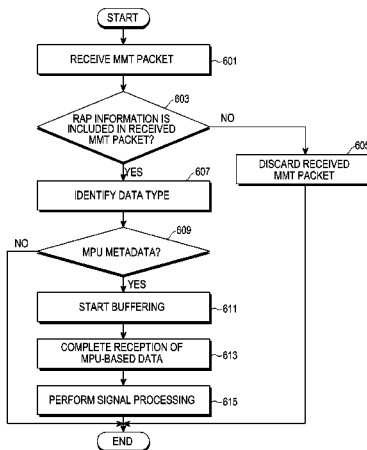 START
RECEIVE MMT PACKET
601
603
RAP INFORMATION IS
INCLUDED IN RECEIVED
MMT PACKET?
NO
605
DISCARD RECEIVED
MMT PACKET
YES
607
IDENTIFY DATA TYPE
609
NO
MPU METADATA?
YES
START BUFFERING
611
COMPLETE RECEPTION OF
MPU-BASED DATA
613
PERFORM SIGNAL PROCESSING
615
END